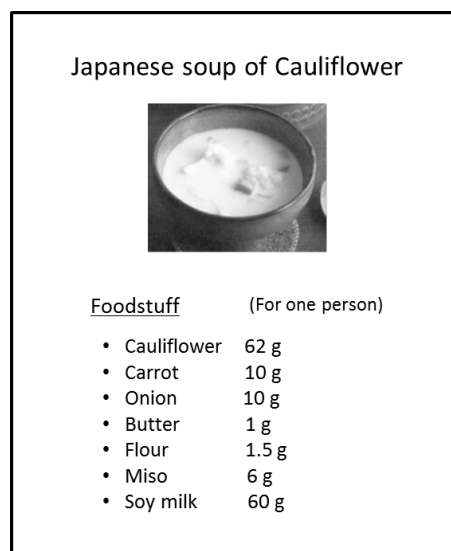 Japanese soup of Cauliflower
Foodstuff (For one person)
• Cauliflower 62 g
• Carrot 10 g
• Onion 10 g
• Butter 1 g
• Flour 1.5 g
• Miso 6 g
• Soy milk 60 g